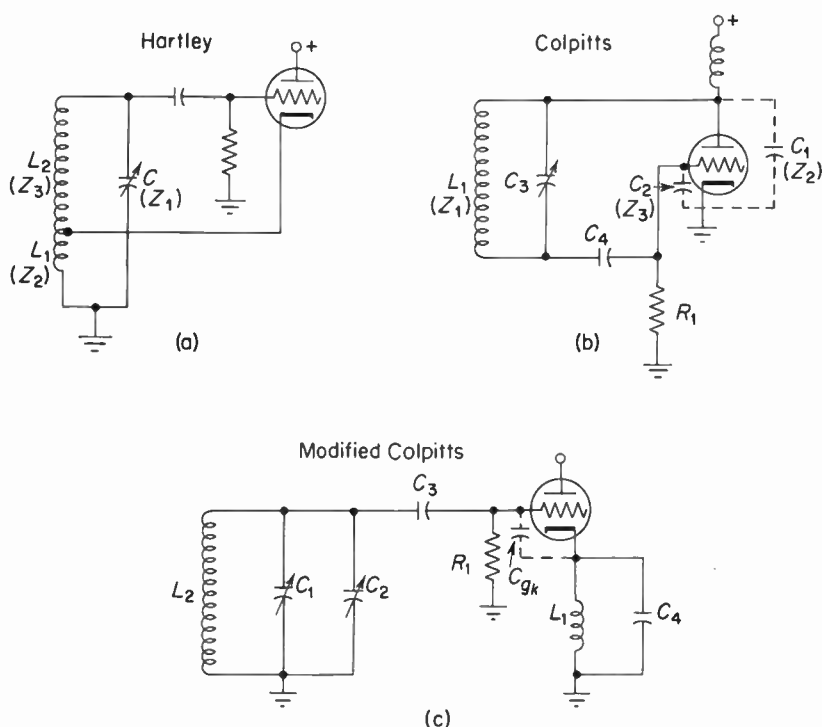 Hartley
+
L2
(Z3)
C
(Z1)
L1
(Z2)
(a)
Colpitts
+
L1
(Z1)
C3
C2
(Z3)
C1
(Z2)
C4
R1
(b)
Modified Colpitts
C3
L2
C1
C2
R1
Cgk
L1
C4
(c)